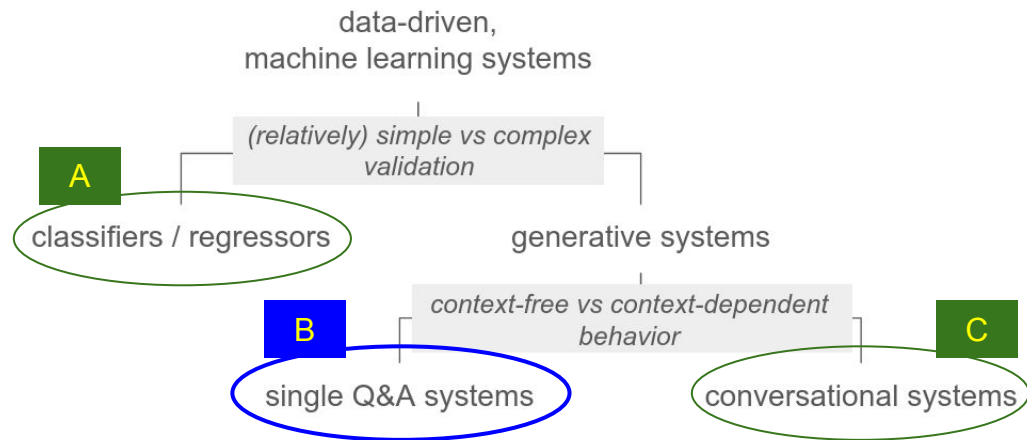 data-driven,
machine learning systems
(relatively) simple vs complex
validation
A
classifiers / regressors
generative systems
context-free vs context-dependent
behavior
B
C
single Q&A systems
conversational systems